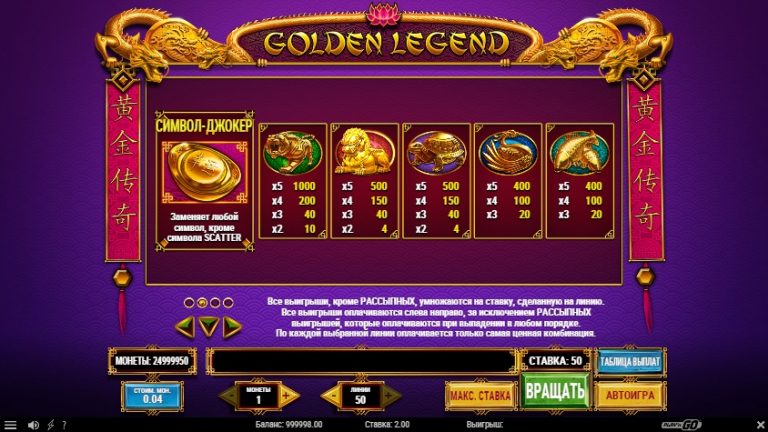 GOLDEN LEGEND
黄金传奇
黄金传奇
СИМВОЛ-ДЖОКЕР
Заменяет любой
символ, кроме
символа SCATTER
x5 1000
x4 200
x3 40
x2 10
x5 500
x4 150
x3 40
x2 4
x5 500
x4 150
x3 40
x2 4
x5 400
x4 100
x3 20
x5 400
x4 100
x3 20
Все выигрыши, кроме РАССЫПНЫХ, умножаются на ставку, сделанную на линию.
Все выигрыши оплачиваются слева направо, за исключением РАССЫПНЫХ
выигрышей, которые оплачиваются при выпадении в любом порядке.
По каждой выбранной линии оплачивается только самая ценная комбинация.
МОНЕТЫ: 24999950
СТАВКА: 50
ТАБЛИЦА ВЫПЛАТ
СТОИМ. МОН.
0.04
МОНЕТЫ
1
ЛИНИИ
50
МАКС. СТАВКА
ВРАЩАТЬ
АВТОИГРА
Баланс: 999998.00 Ставка: 2.00 Выигрыш:
PLAY'N GO